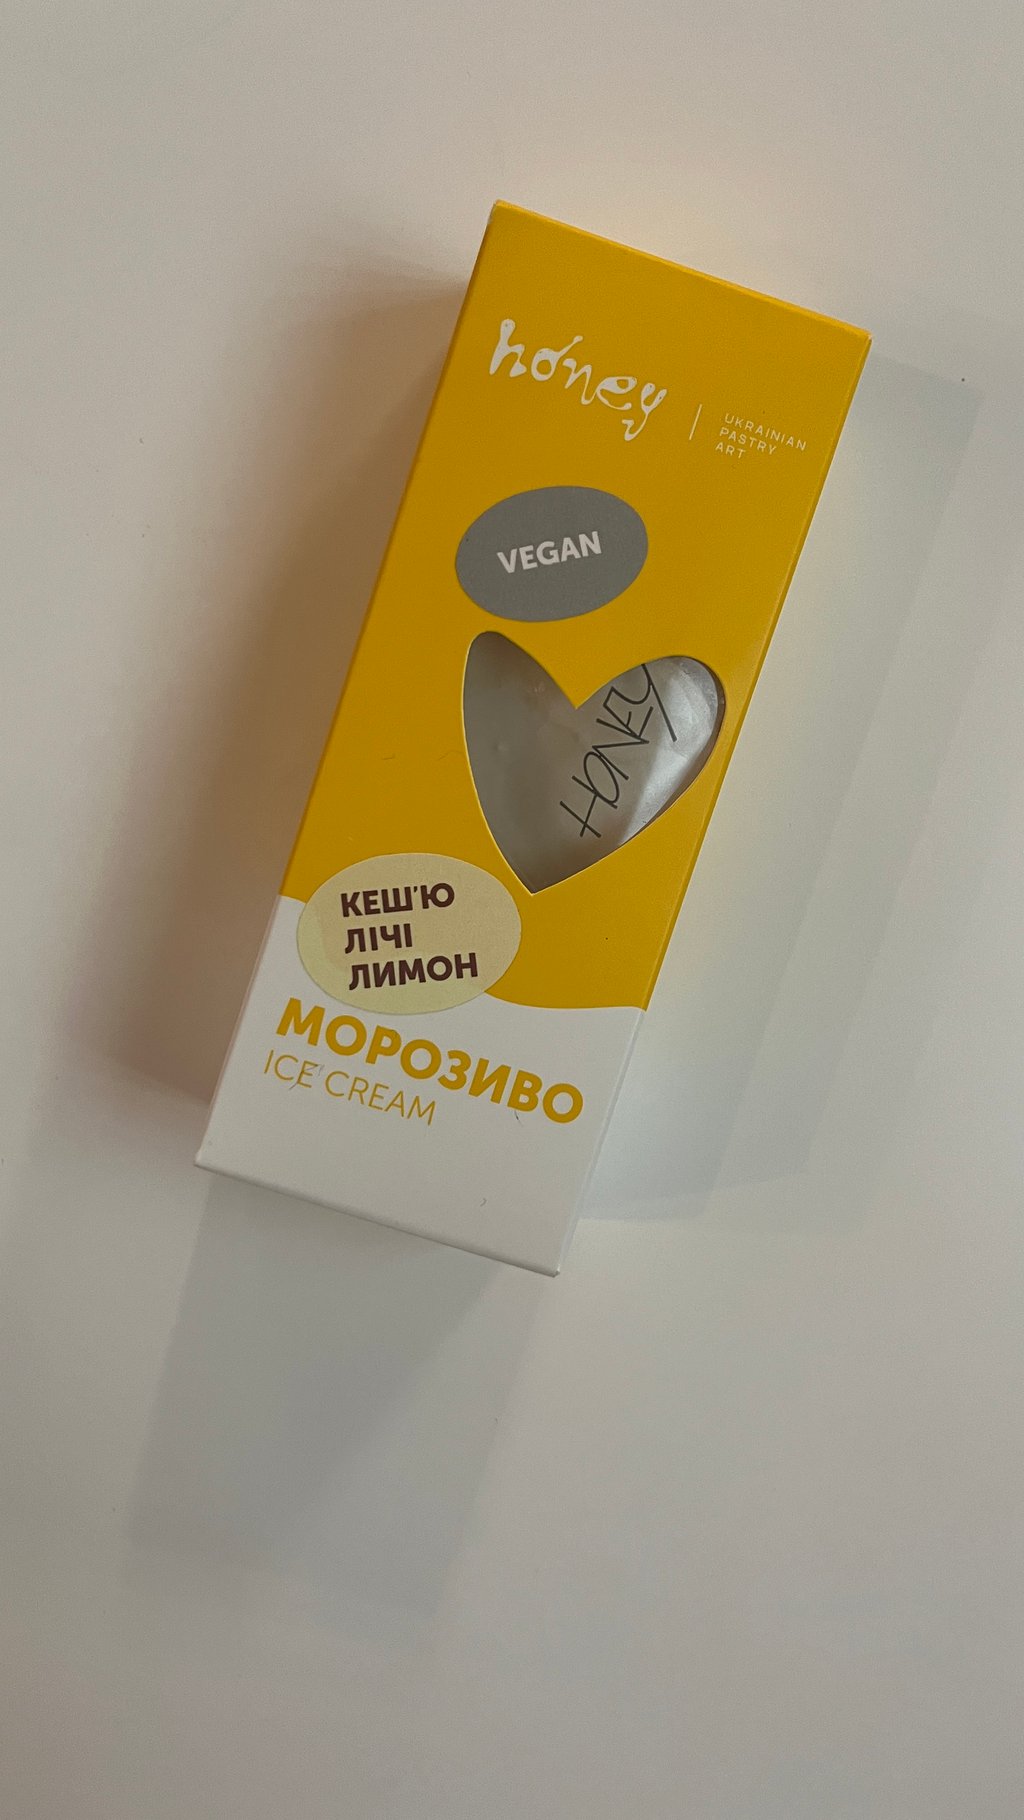 honey
UKRAINIAN
PASTRY
ART
VEGAN
HONEY
КЕШ'Ю
ЛІЧІ
ЛИМОН
МОРОЗИВО
ICE CREAM